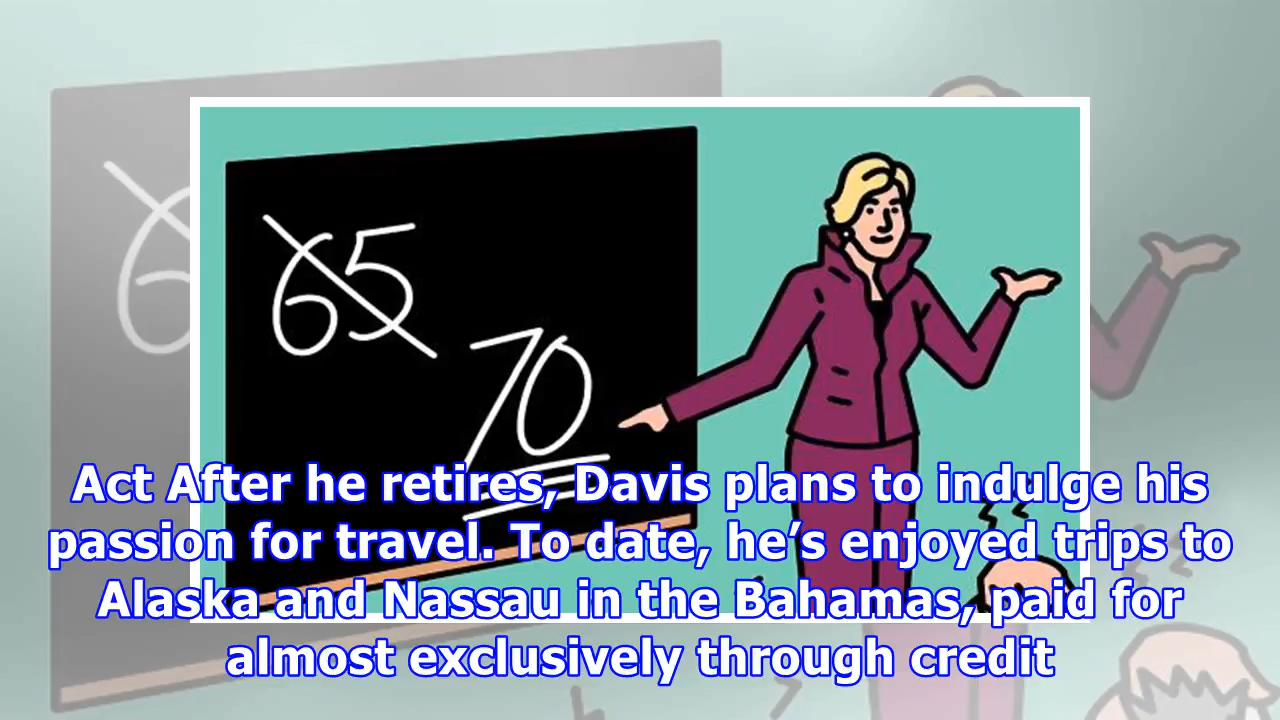 65
70
Act After he retires, Davis plans to indulge his
passion for travel. To date, he’s enjoyed trips to
Alaska and Nassau in the Bahamas, paid for
almost exclusively through credit